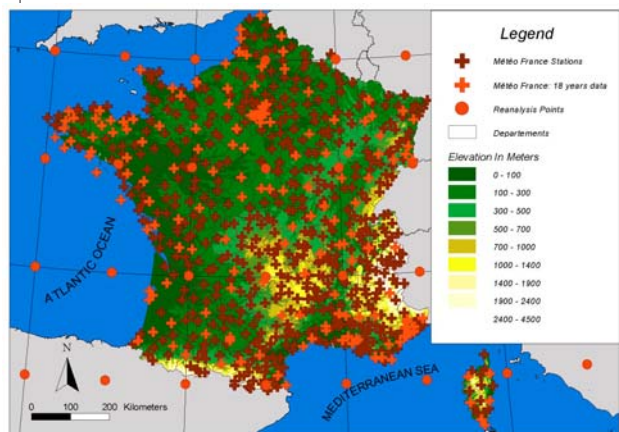 Legend
Météo France Stations
Météo France: 18 years data
Reanalysis Points
Departements
Elevation In Meters
0 - 100
100 - 300
300 - 500
500 - 700
700 - 1000
1000 - 1400
1400 - 1900
1900 - 2400
2400 - 4500
ATLANTIC OCEAN
MEDITERRANEAN SEA
N
0 100 200 Kilometers